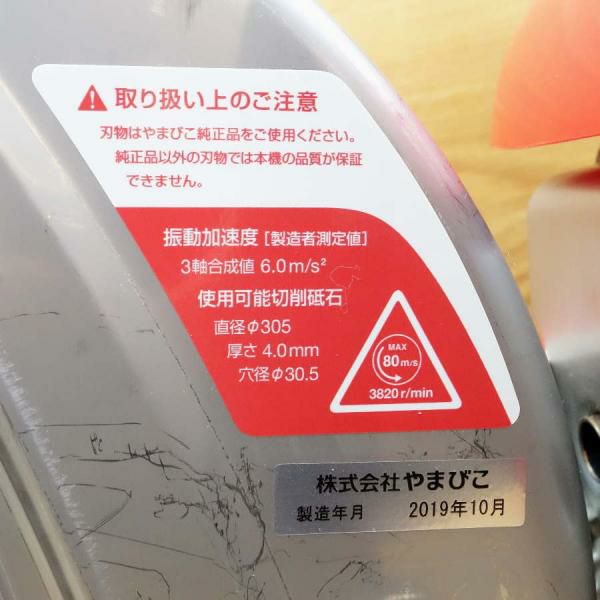 取り扱い上のご注意
刃物はやまびこ純正品をご使用ください。
純正品以外の刃物では本機の品質が保証
できません。
振動加速度 [製造者測定値]
3軸合成値 6.0m/s²
使用可能切削砥石
直径φ305
厚さ 4.0mm
穴径φ30.5
MAX
80m/s
3820r/min
株式会社やまびこ
製造年月 2019年10月